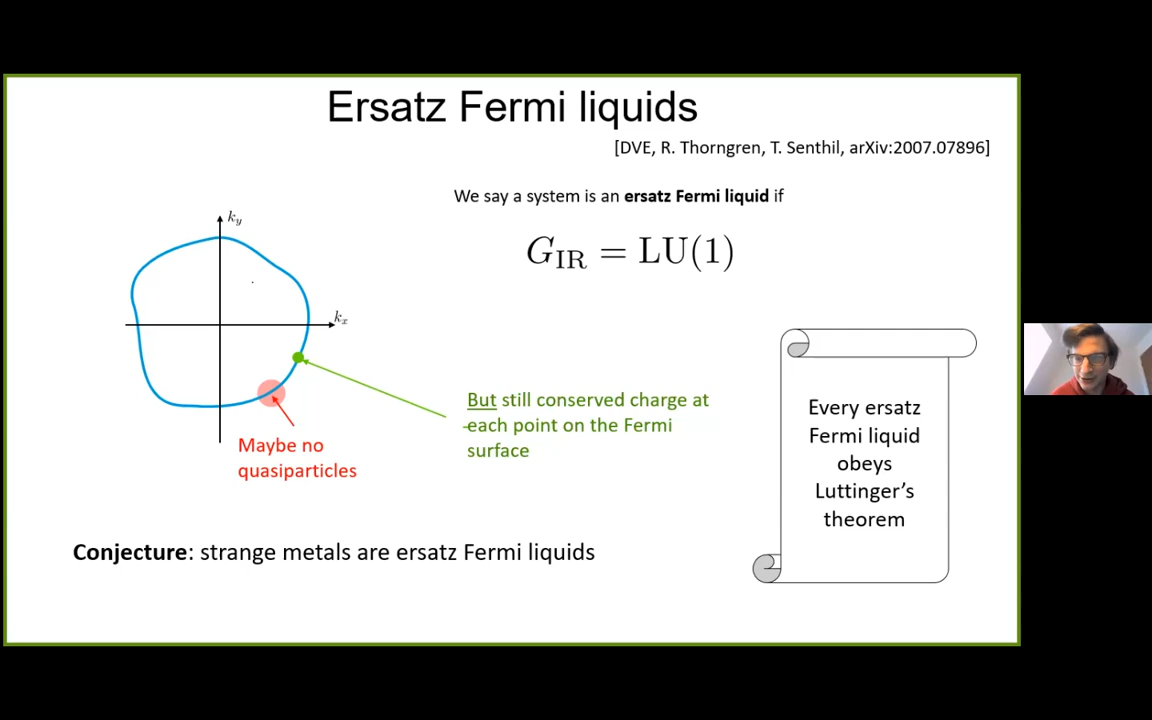 Ersatz Fermi liquids
[DVE, R. Thorngren, T. Senthil, arXiv:2007.07896]
We say a system is an ersatz Fermi liquid if
G_IR = LU(1)
k_y
k_x
But still conserved charge at
each point on the Fermi
surface
Maybe no
quasiparticles
Every ersatz
Fermi liquid
obeys
Luttinger’s
theorem
Conjecture: strange metals are ersatz Fermi liquids